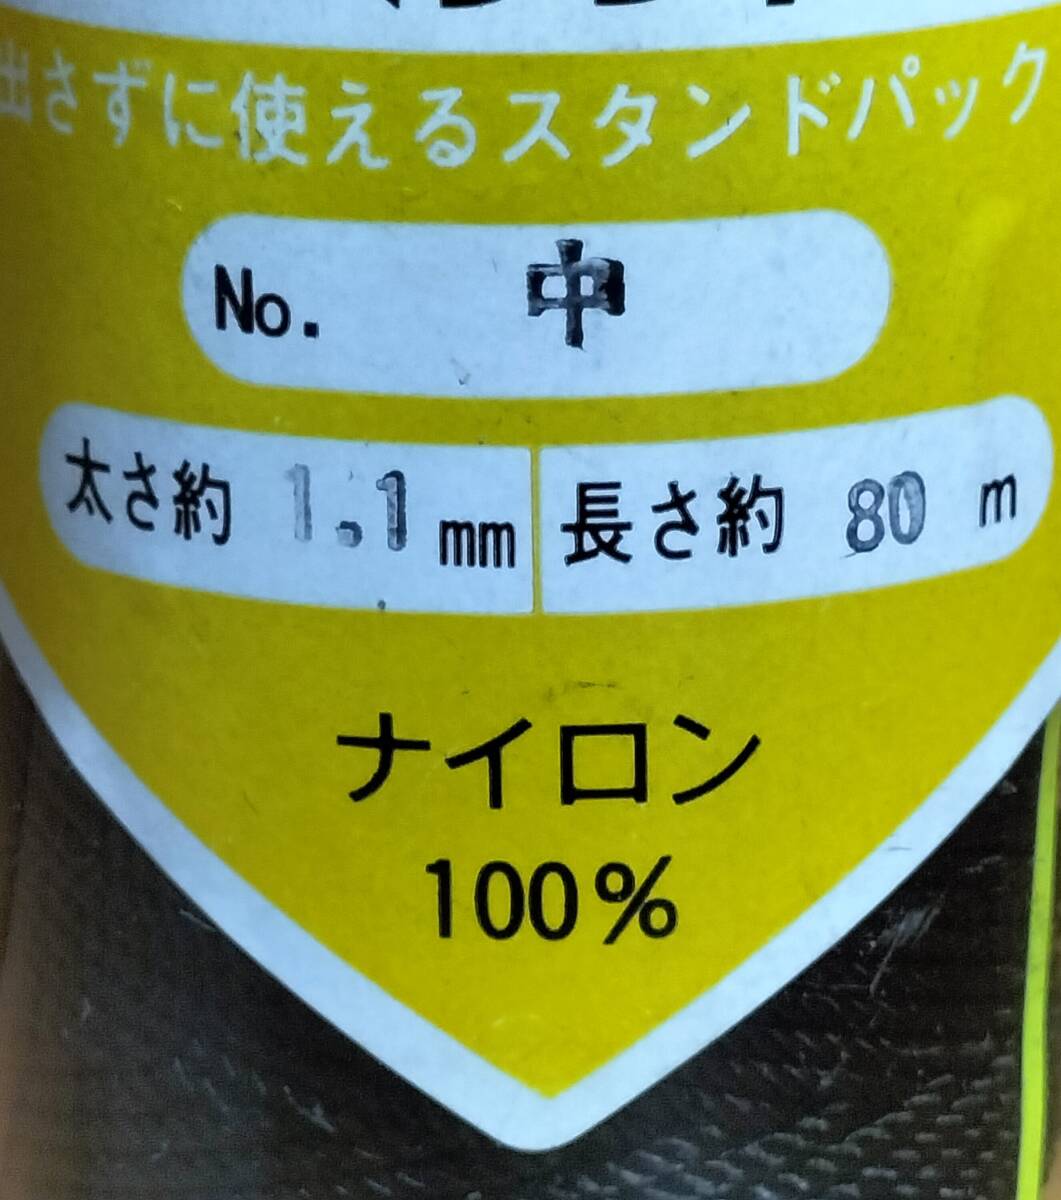 出さずに使えるスタンドパック
No. 中
太さ約 1.1 mm 長さ約 80 m
ナイロン
100%